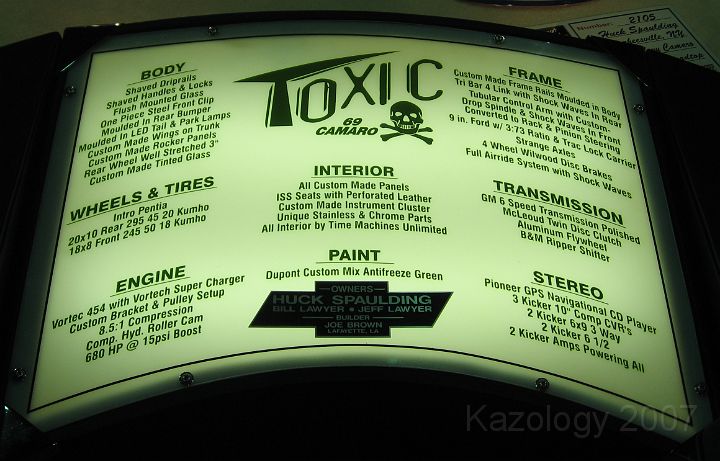 Number: 2105
Huck Spaulding
TOXIC
69
CAMARO
BODY
Shaved Driprails
Shaved Handles & Locks
Flush Mounted Glass
One Piece Steel Front Clip
Moulded In Rear Bumper
Moulded In LED Tail & Park Lamps
Custom Made Wings on Trunk
Custom Made Rocker Panels
Rear Wheel Well Stretched 3"
Custom Made Tinted Glass
WHEELS & TIRES
Intro Pentia
20x10 Rear 295 45 20 Kumho
18x8 Front 245 50 18 Kumho
ENGINE
Vortec 454 with Vortech Super Charger
Custom Bracket & Pulley Setup
8.5:1 Compression
Comp. Hyd. Roller Cam
680 HP @ 15psi Boost
INTERIOR
All Custom Made Panels
ISS Seats with Perforated Leather
Custom Made Instrument Cluster
Unique Stainless & Chrome Parts
All Interior by Time Machines Unlimited
PAINT
Dupont Custom Mix Antifreeze Green
OWNERS
HUCK SPAULDING
BILL LAWYER • JEFF LAWYER
BUILDER
JOE BROWN
LAFAYETTE, LA
FRAME
Custom Made Frame Rails Moulded in Body
Tri Bar 4 Link with Shock Waves In Rear
Tubular Control Arm with Custom-
Drop Spindle & Shock Waves In Front
Converted to Rack & Pinion Steering
9 in. Ford w/ 3:73 Ratio & Trac Lock Carrier
Strange Axles
4 Wheel Wilwood Disc Brakes
Full Airride System with Shock Waves
TRANSMISSION
GM 6 Speed Transmission Polished
McLeoud Twin Disc Clutch
Aluminum Flywheel
B&M Ripper Shifter
STEREO
Pioneer GPS Navigational CD Player
3 Kicker 10" Comp CVR's
2 Kicker 6x9 3 Way
2 Kicker 6 1/2
2 Kicker Amps Powering All
Kazology 2007